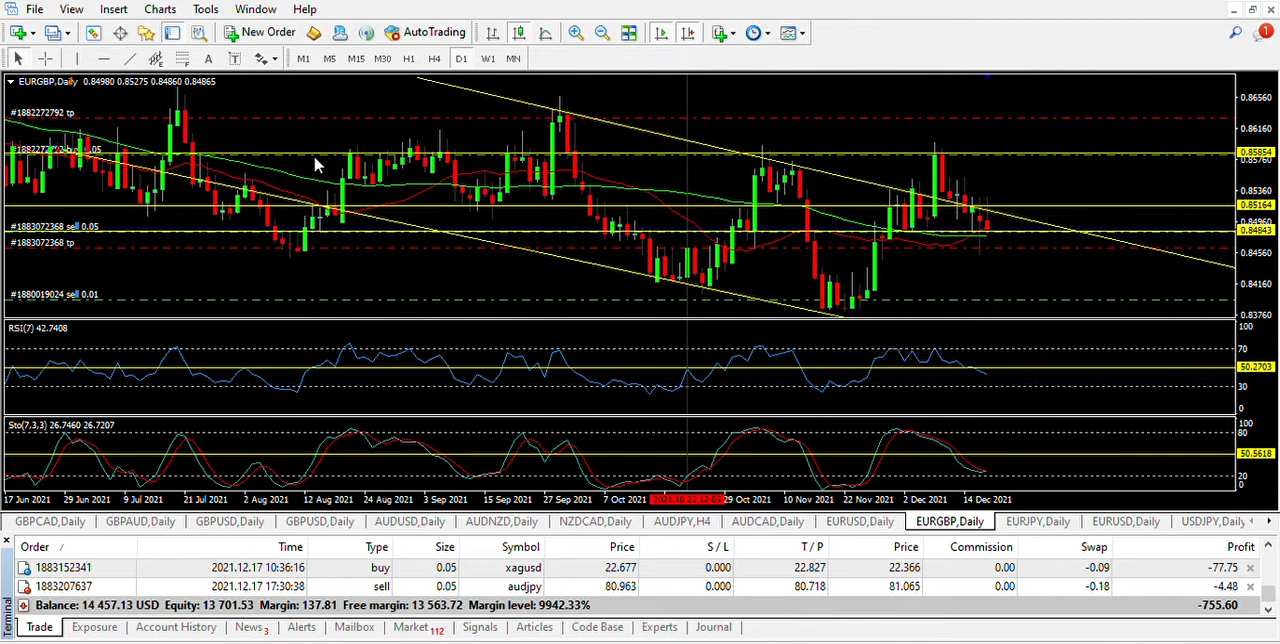 File View Insert Charts Tools Window Help
New Order AutoTrading 1
A T M1 M5 M15 M30 H1 H4 D1 W1 MN
EURGBP,Daily 0.84980 0.85275 0.84860 0.84865
0.86560
#1882272792 tp
0.86160
0.85854
0.85760
0.85360
0.85164
0.84960
#1883072368 sell 0.05
0.84843
#1883072368 tp
0.84560
0.84160
#1880019024 sell 0.01
0.83760
RSI(7) 42.7408
100
70
50.2703
30
0
Sto(7,3,3) 26.7460 26.7207
100
80
50.5618
20
0
17 Jun 2021 29 Jun 2021 9 Jul 2021 21 Jul 2021 2 Aug 2021 12 Aug 2021 24 Aug 2021 3 Sep 2021 15 Sep 2021 27 Sep 2021 7 Oct 2021 29 Oct 2021 10 Nov 2021 22 Nov 2021 2 Dec 2021 14 Dec 2021
GBPCAD,Daily GBPAUD,Daily GBPUSD,Daily GBPUSD,Daily AUDUSD,Daily AUDNZD,Daily NZDCAD,Daily AUDJPY,H4 AUDCAD,Daily EURUSD,Daily EURGBP,Daily EURJPY,Daily EURUSD,Daily USDJPY,Daily
Order / Time Type Size Symbol Price S / L T / P Price Commission Swap Profit
1883152341 2021.12.17 10:36:16 buy 0.05 xagusd 22.677 0.000 22.827 22.366 0.00 -0.09 -77.75
1883207637 2021.12.17 17:30:38 sell 0.05 audjpy 80.963 0.000 80.718 81.065 0.00 -0.18 -4.48
Balance: 14 457.13 USD Equity: 13 701.53 Margin: 137.81 Free margin: 13 563.72 Margin level: 9942.33% -755.60
Terminal
Trade Exposure Account History News 3 Alerts Mailbox Market 112 Signals Articles Code Base Experts Journal